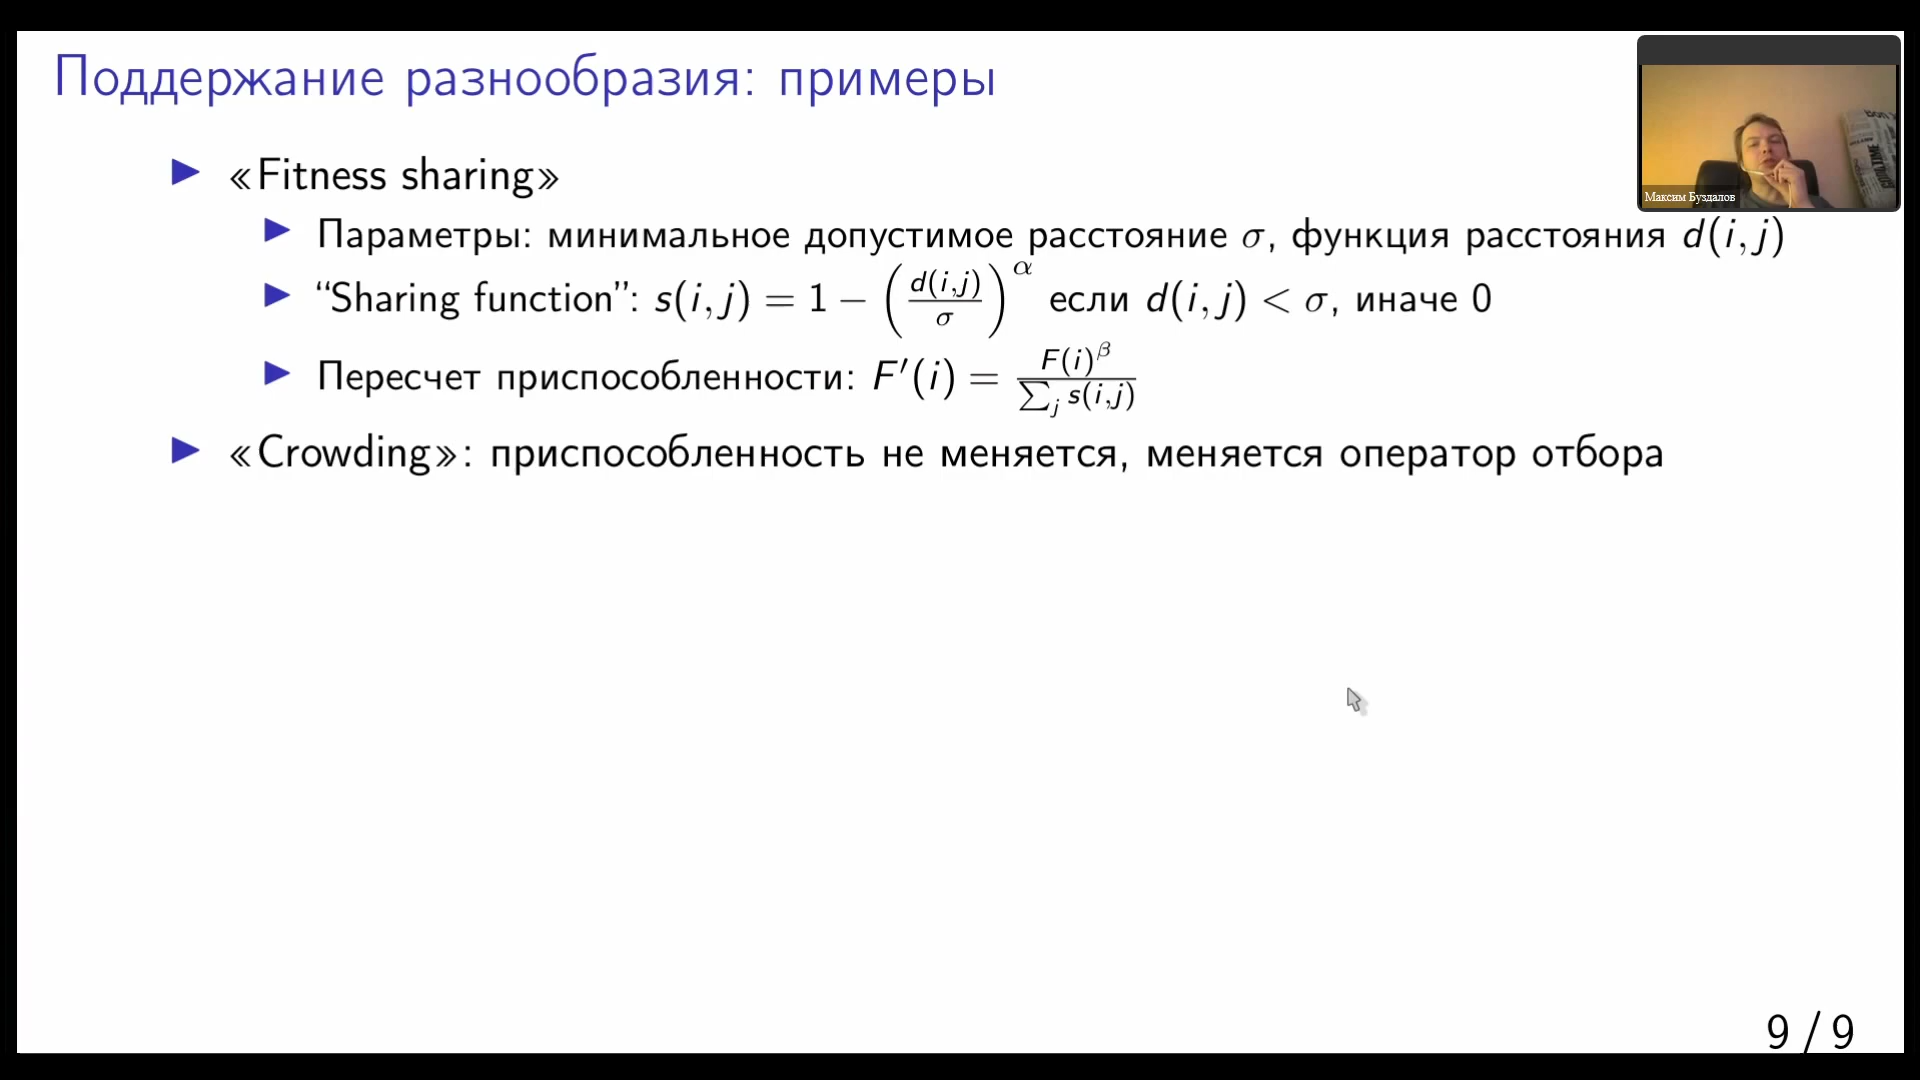 Поддержание разнообразия: примеры
Максим Буздалов
«Fitness sharing»
Параметры: минимальное допустимое расстояние σ, функция расстояния d(i,j)
“Sharing function”: s(i,j) = 1 − (d(i,j)/σ)^α если d(i,j) < σ, иначе 0
Пересчет приспособленности: F′(i) = F(i)^β / ∑_j s(i,j)
«Crowding»: приспособленность не меняется, меняется оператор отбора
9 / 9